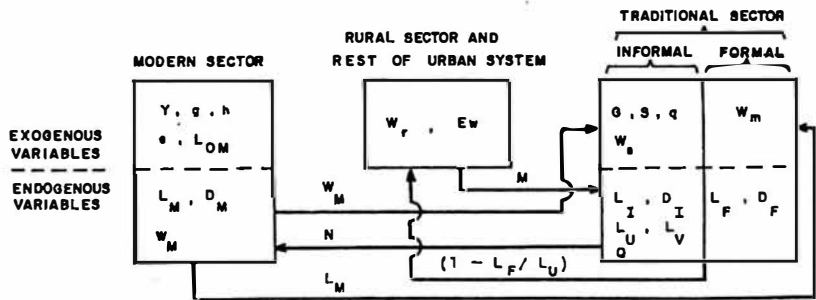 TRADITIONAL SECTOR
RURAL SECTOR AND
REST OF URBAN SYSTEM
MODERN SECTOR
INFORMAL FORMAL
EXOGENOUS
VARIABLES
ENDOGENOUS
VARIABLES
Y, g, h
e, L_OM
L_M, D_M
W_M
W_r, Ew
G, S, q
W_s
W_m
L_I, D_I
L_U, L_V
Q
L_F, D_F
W_M
M
N
(1 - L_F / L_U)
L_M